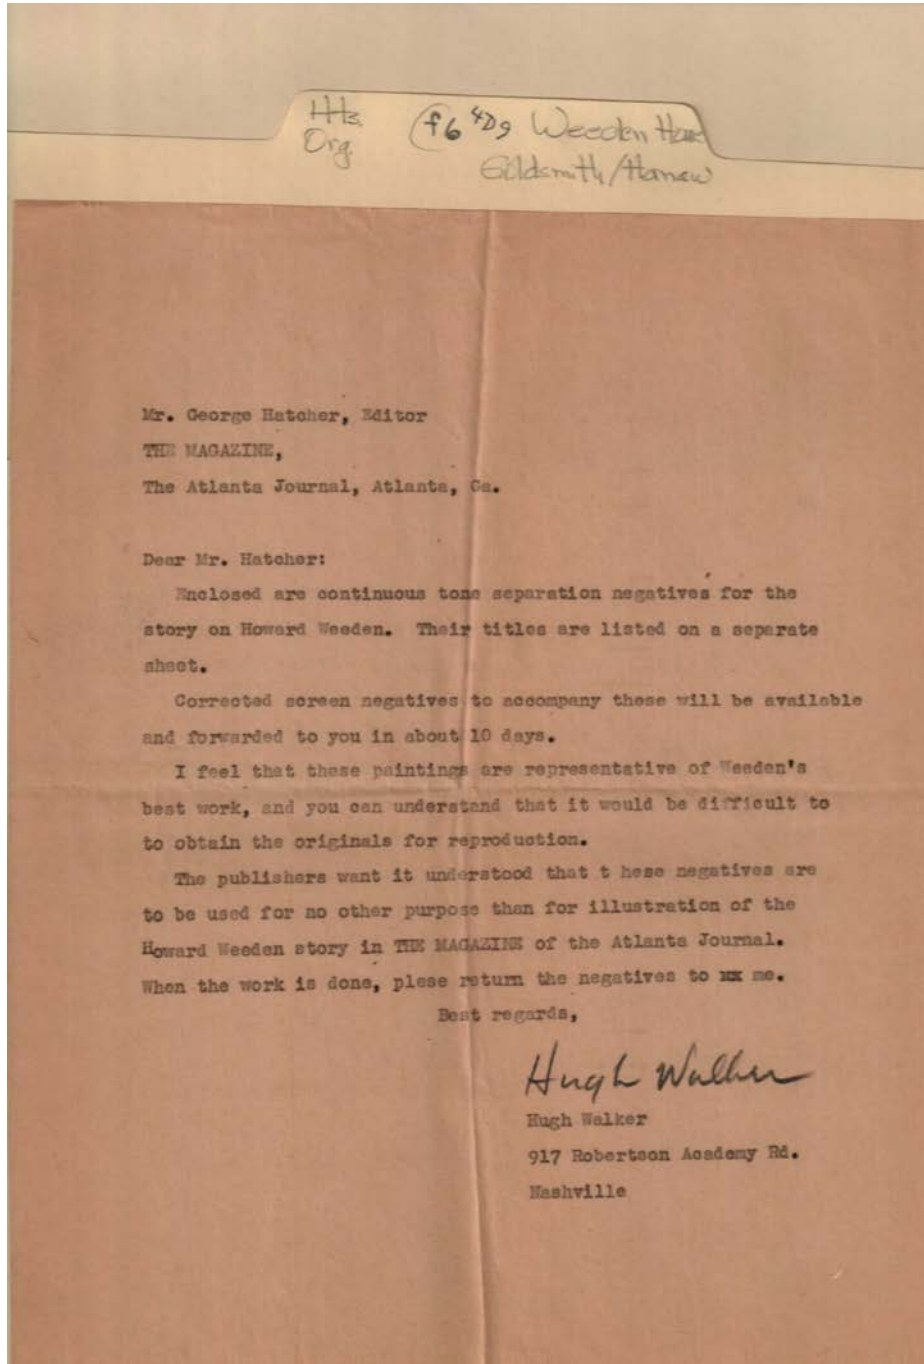 Hts.
Org.
f6 4D9 Weeden
Goldsmith/
Mr. George Hatcher, Editor
THE MAGAZINE,
The Atlanta Journal, Atlanta, Ga.
Dear Mr. Hatcher:
Enclosed are continuous tone separation negatives for the
story on Howard Weeden. Their titles are listed on a separate
sheet.
Corrected screen negatives to accompany these will be available
and forwarded to you in about 10 days.
I feel that these paintings are representative of Weeden's
best work, and you can understand that it would be difficult to
to obtain the originals for reproduction.
The publishers want it understood that t hese negatives are
to be used for no other purpose than for illustration of the
Howard Weeden story in THE MAGAZINE of the Atlanta Journal.
When the work is done, plese return the negatives to xx me.
Best regards,
Hugh Walker
Hugh Walker
917 Robertson Academy Rd.
Nashville